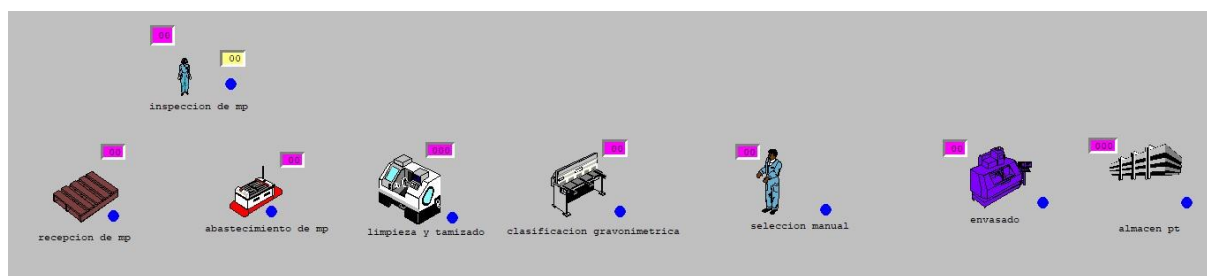 00
00
inspeccion de mp
00
00
000
00
00
00
000
recepcion de mp
abastecimiento de mp
limpieza y tamizado
clasificacion gravonimetrica
seleccion manual
envasado
almacen pt